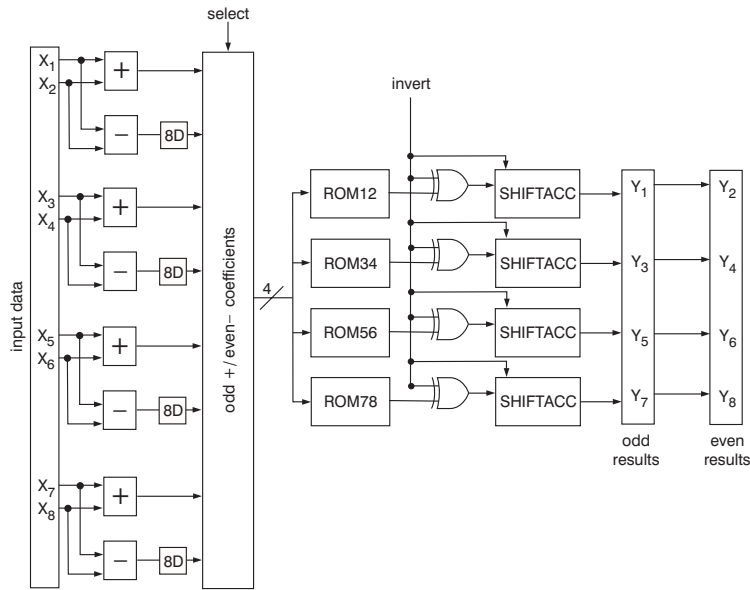 select
input data
X1
X2
+
−
8D
X3
X4
+
−
8D
X5
X6
+
−
8D
X7
X8
+
−
8D
odd +/even− coefficients
4
invert
ROM12
SHIFTACC
ROM34
SHIFTACC
ROM56
SHIFTACC
ROM78
SHIFTACC
Y1
Y3
Y5
Y7
odd
results
Y2
Y4
Y6
Y8
even
results